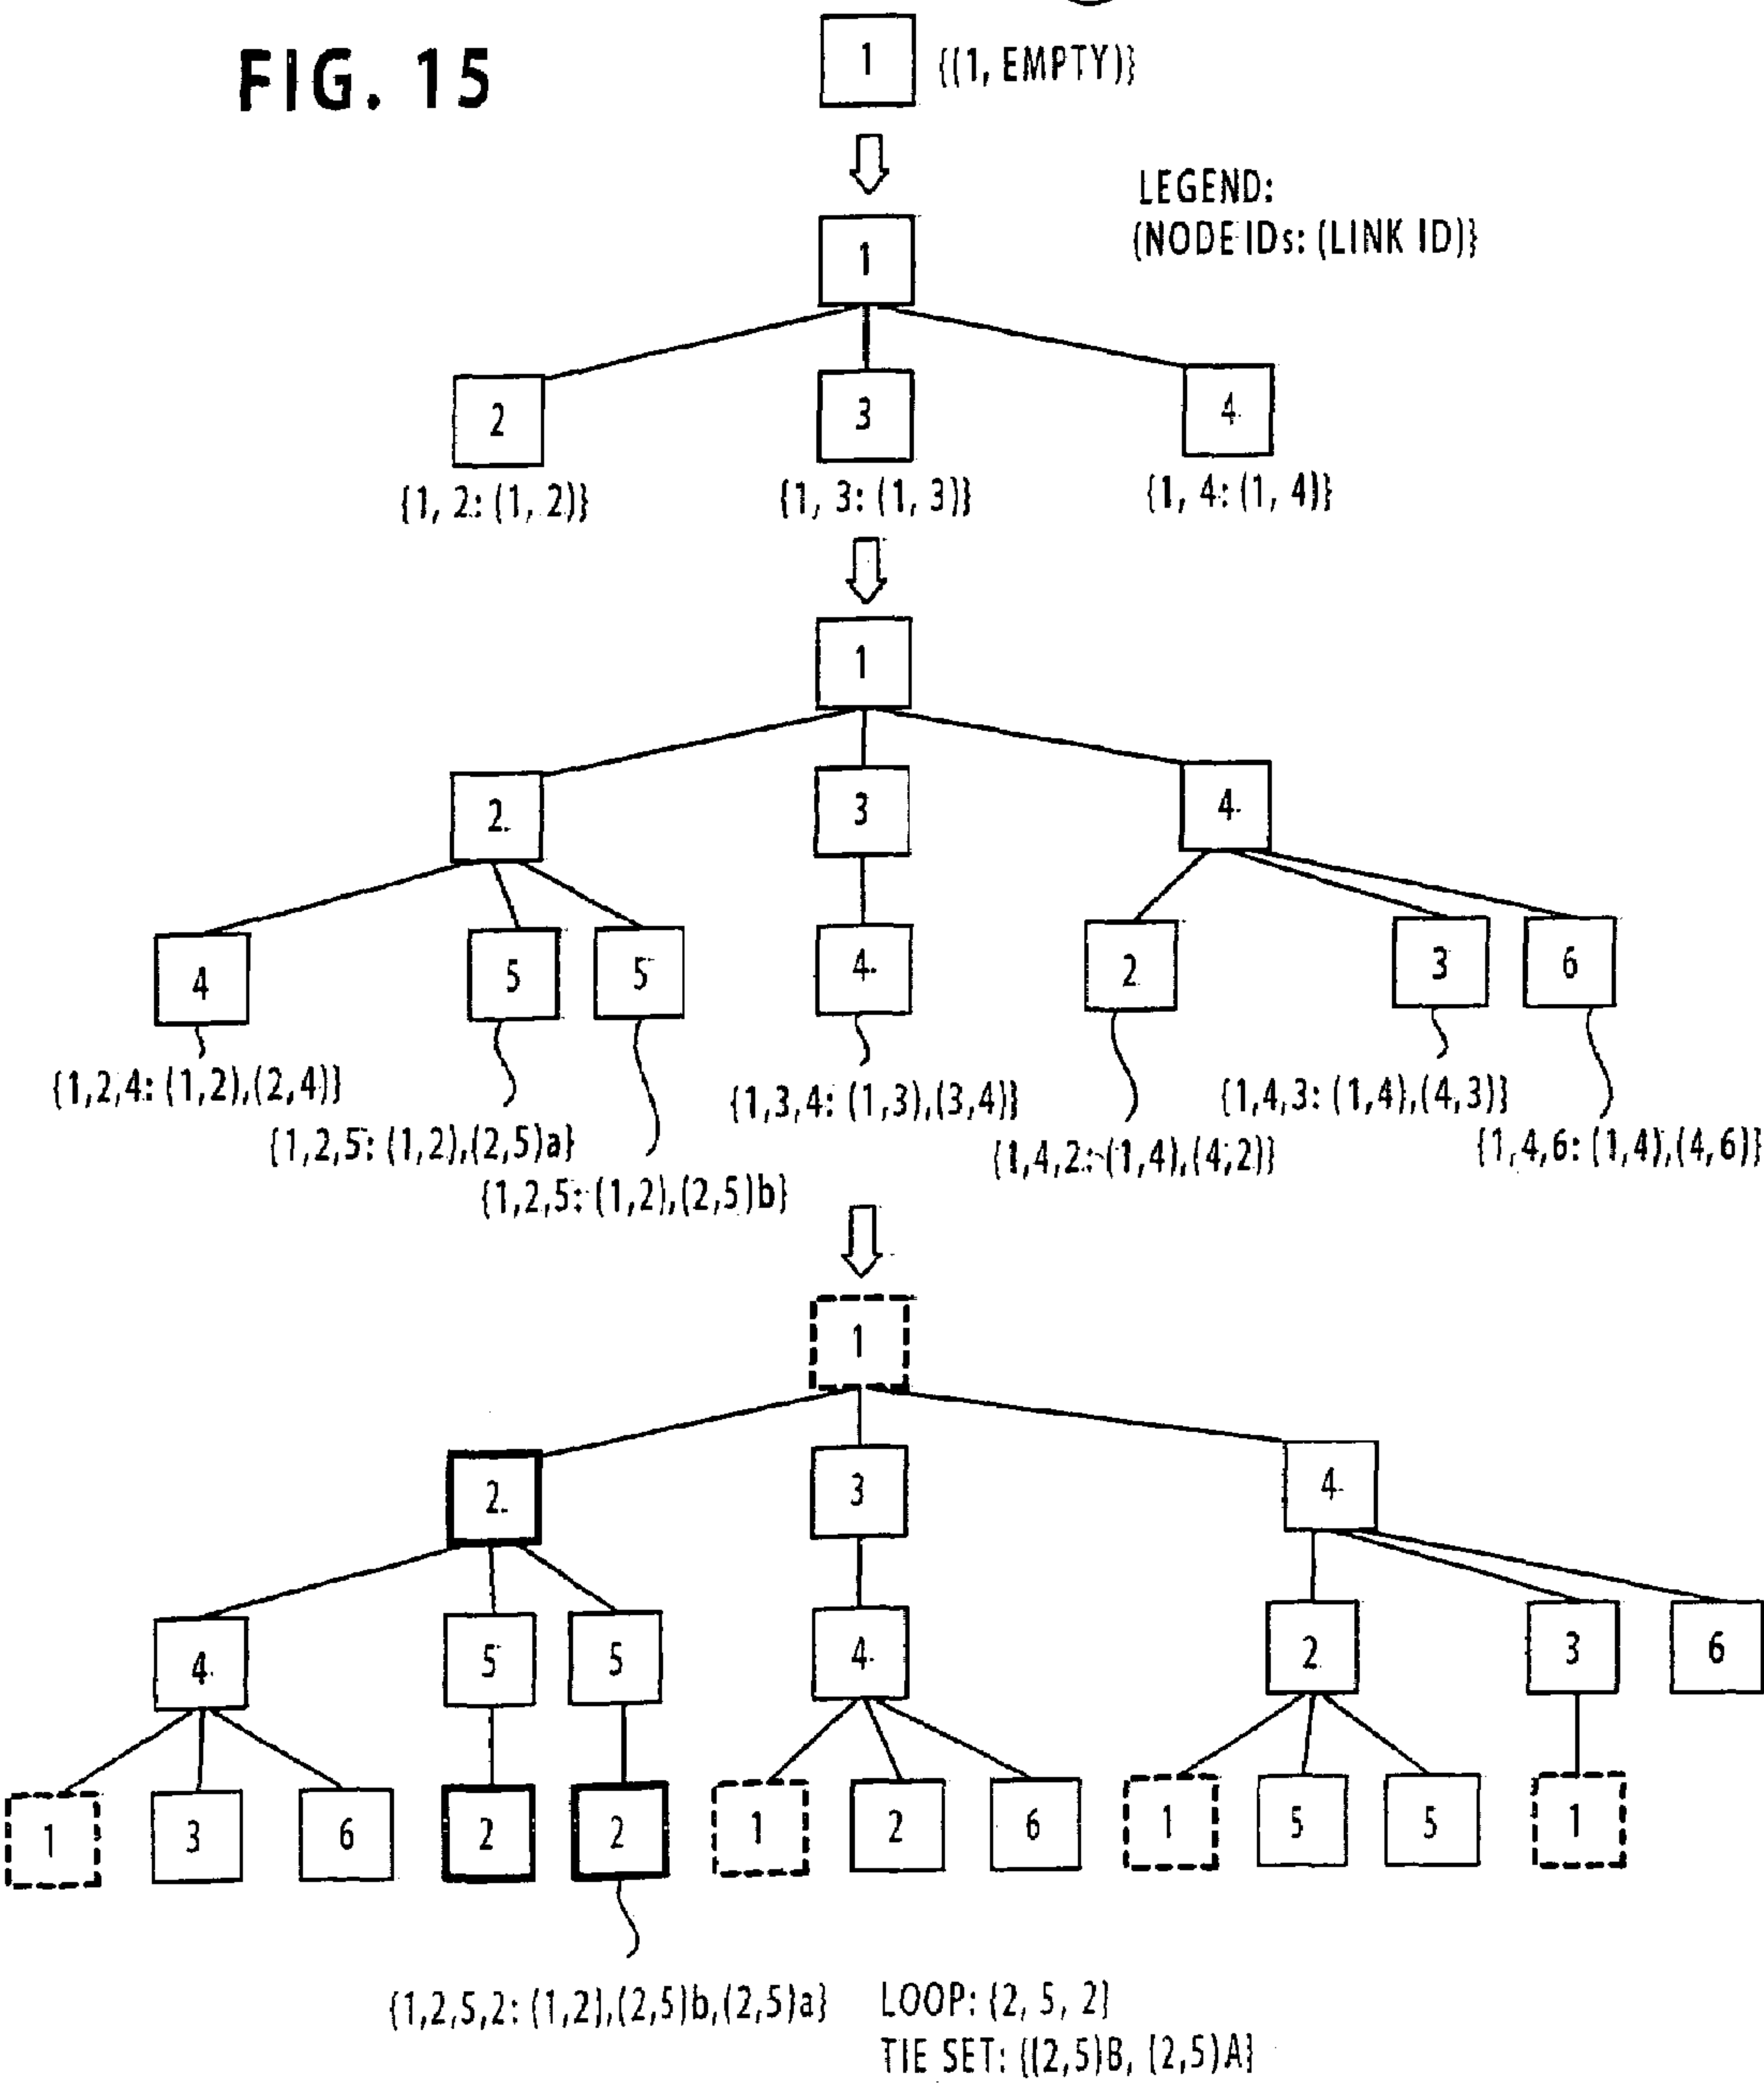 FIG. 15
1 {(1, EMPTY)}
LEGEND:
(NODE IDs: (LINK ID)}
1
2 3 4
{1, 2: (1, 2)} {1, 3: (1, 3)} {1, 4: (1, 4)}
1
2 3 4
4 5 5 4 2 3 6
{1,2,4: (1,2),(2,4)}
{1,2,5: (1,2),(2,5)a}
{1,2,5: (1,2),(2,5)b}
{1,3,4: (1,3),(3,4)}
{1,4,2: (1,4),(4,2)}
{1,4,3: (1,4),(4,3)}
{1,4,6: (1,4),(4,6)}
1
2 3 4
4 5 5 4 2 3 6
1 3 6 2 2 1 2 6 1 5 5 1
{1,2,5,2: (1,2),(2,5)b,(2,5)a}
LOOP: {2, 5, 2}
TIE SET: {(2,5)B, (2,5)A}